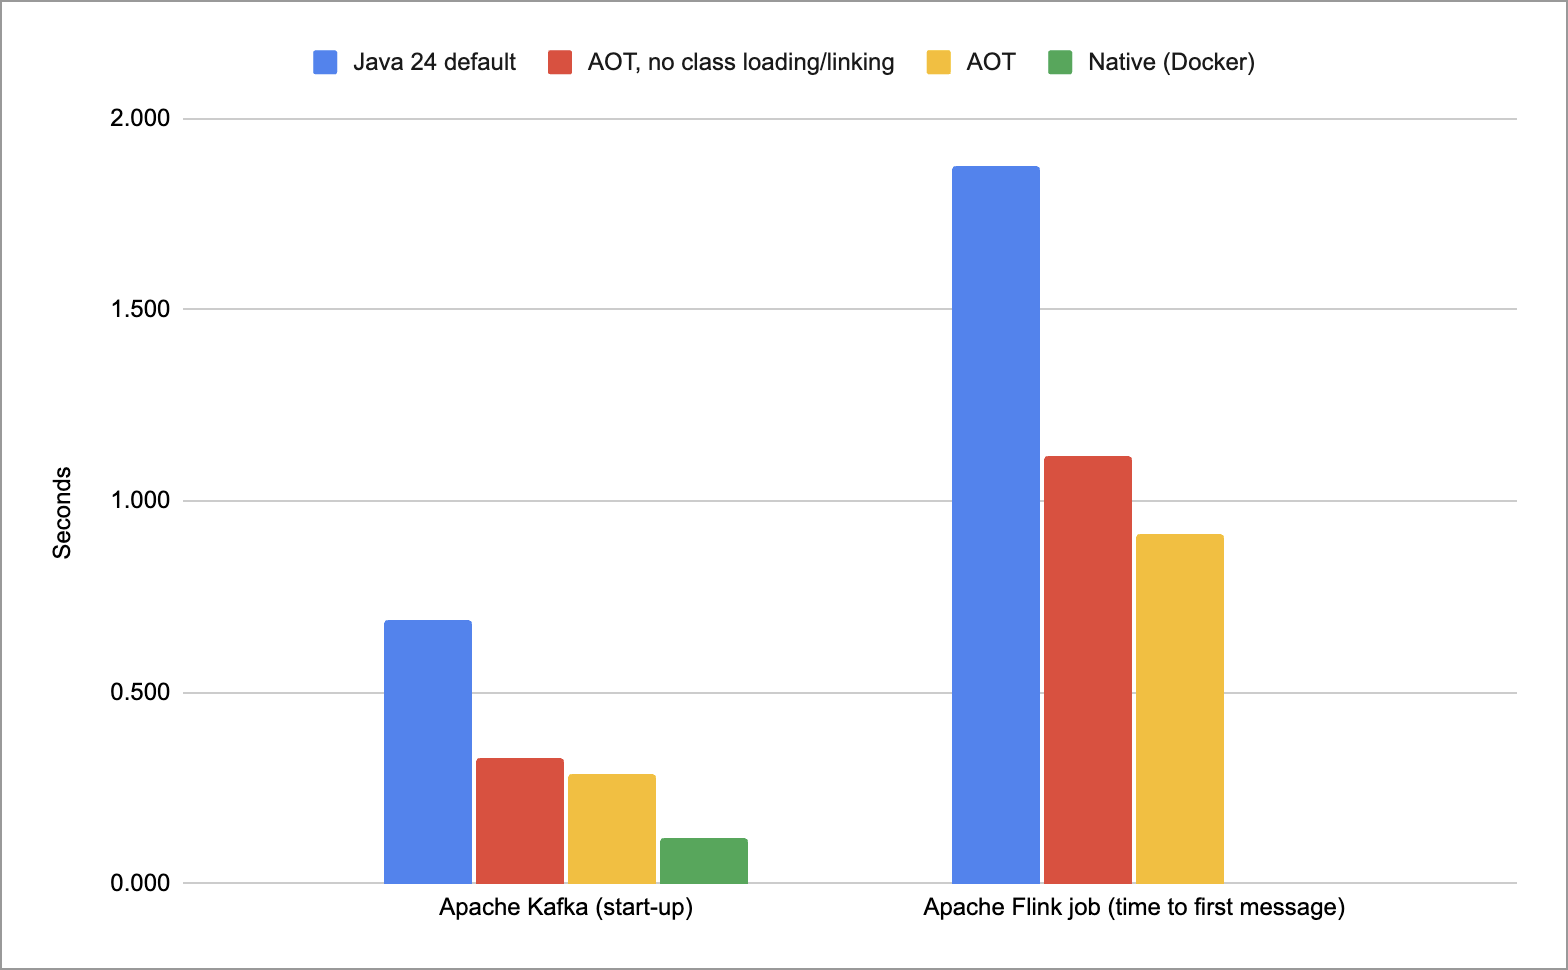 Java 24 default AOT, no class loading/linking AOT Native (Docker)
2.000
1.500
1.000
0.500
0.000
Seconds
Apache Kafka (start-up) Apache Flink job (time to first message)